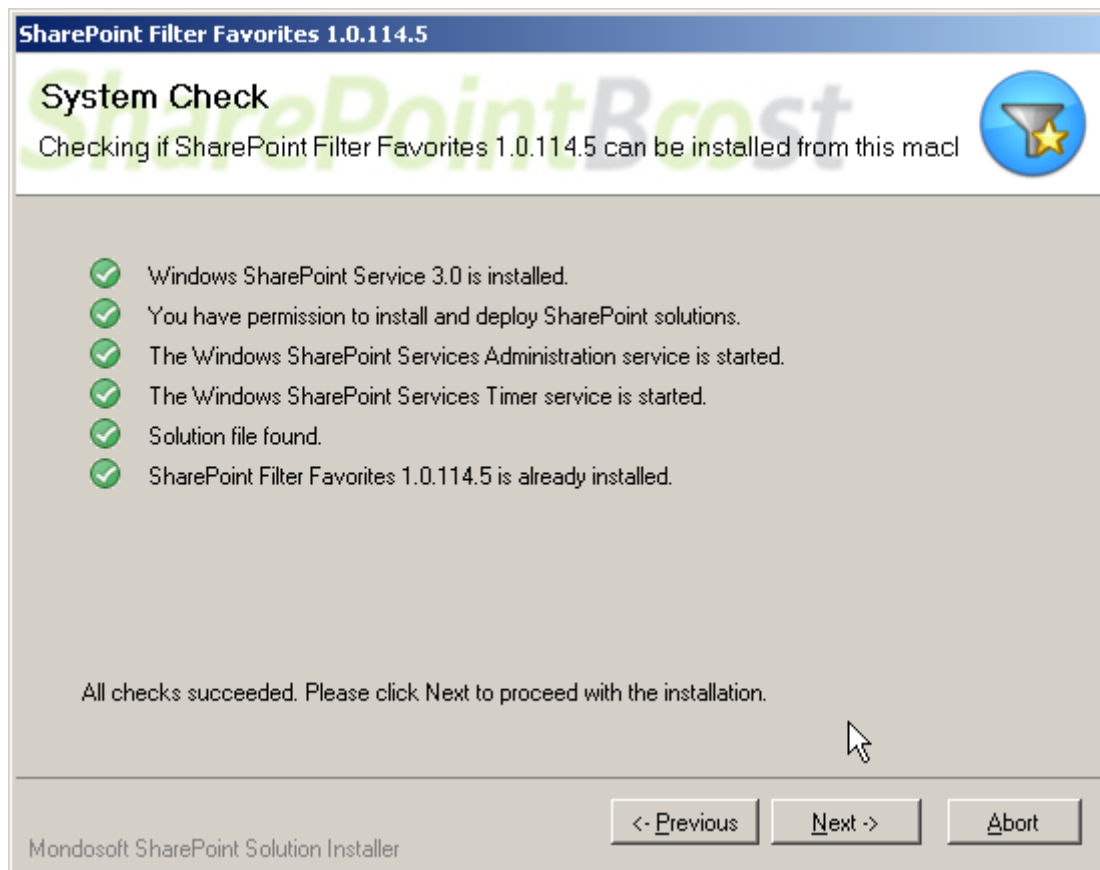 SharePoint Filter Favorites 1.0.114.5
SharePointBoost
System Check
Checking if SharePoint Filter Favorites 1.0.114.5 can be installed from this macl
Windows SharePoint Service 3.0 is installed.
You have permission to install and deploy SharePoint solutions.
The Windows SharePoint Services Administration service is started.
The Windows SharePoint Services Timer service is started.
Solution file found.
SharePoint Filter Favorites 1.0.114.5 is already installed.
All checks succeeded. Please click Next to proceed with the installation.
<- Previous Next -> Abort
Mondosoft SharePoint Solution Installer